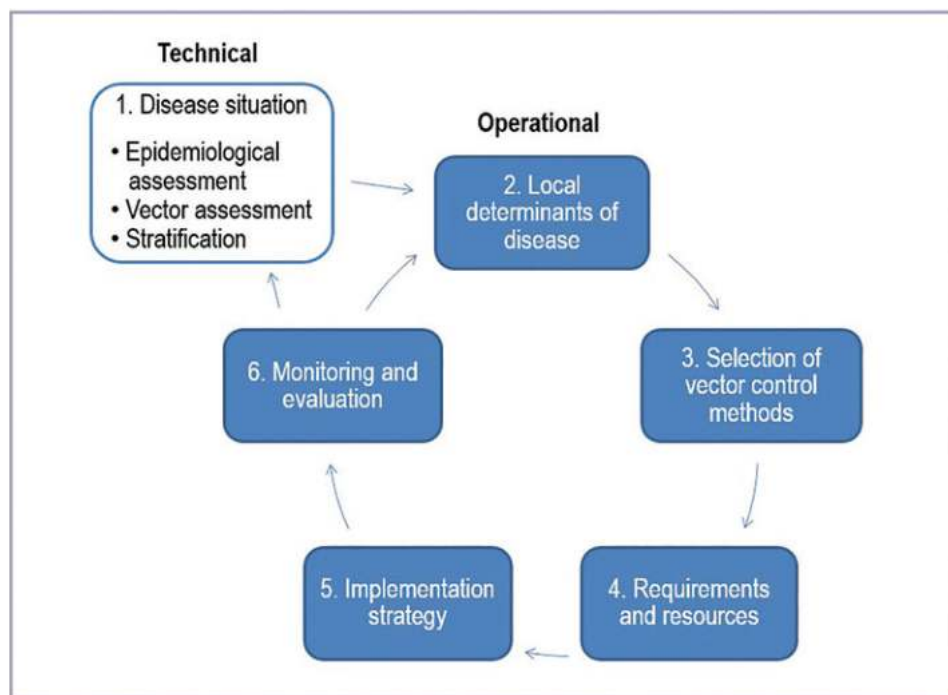 Technical
1. Disease situation
• Epidemiological
assessment
• Vector assessment
• Stratification
Operational
2. Local
determinants of
disease
3. Selection of
vector control
methods
4. Requirements
and resources
5. Implementation
strategy
6. Monitoring and
evaluation